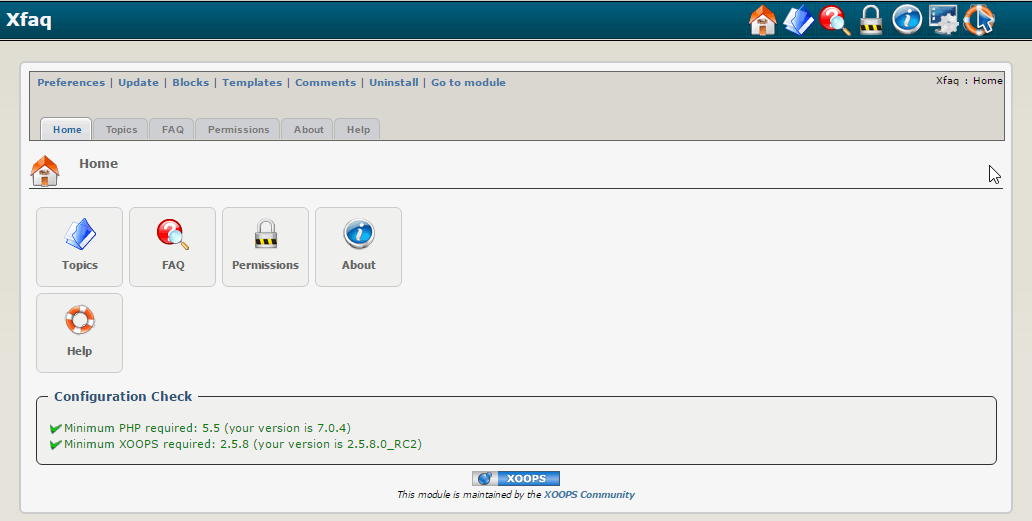 Xfaq
Preferences | Update | Blocks | Templates | Comments | Uninstall | Go to module
Xfaq : Home
Home Topics FAQ Permissions About Help
Home
Topics FAQ Permissions About
Help
Configuration Check
Minimum PHP required: 5.5 (your version is 7.0.4)
Minimum XOOPS required: 2.5.8 (your version is 2.5.8.0_RC2)
XOOPS
This module is maintained by the XOOPS Community